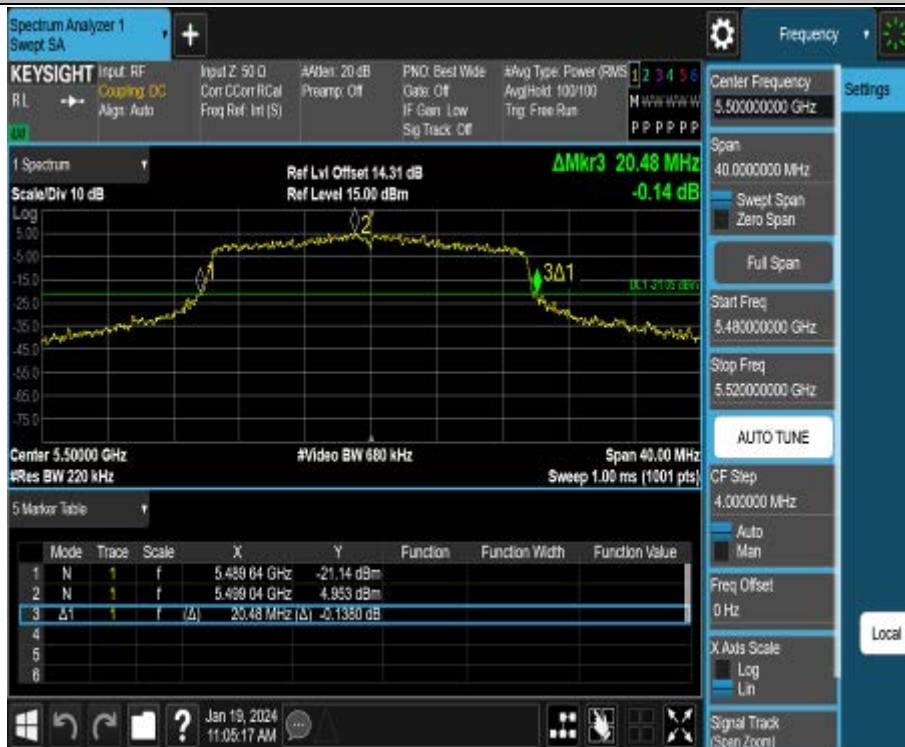 Spectrum Analyzer 1
Swept SA
+
Frequency
KEYSIGHT
Input: RF
Coupling: DC
Align: Auto
Input Z: 50 Ω
Corr CCorr RCal
Freq Ref: Int (S)
#Atten: 20 dB
Preamp: Off
PNO: Best Wide
Gate: Off
IF Gain: Low
Sig Track: Off
#Avg Type: Power (RMS
Avg|Hold: 100/100
Trig: Free Run
1 2 3 4 5 6
M W W W W W
P P P P P P
RL
Center Frequency
5.500000000 GHz
Settings
Span
40.0000000 MHz
Swept Span
Zero Span
Full Span
Start Freq
5.480000000 GHz
Stop Freq
5.520000000 GHz
AUTO TUNE
CF Step
4.000000 MHz
Auto
Man
Freq Offset
0 Hz
X Axis Scale
Log
Lin
Signal Track
(Span Zoom)
Local
1 Spectrum
Scale/Div 10 dB
Ref Lvl Offset 14.31 dB
Ref Level 15.00 dBm
ΔMkr3 20.48 MHz
-0.14 dB
Log
5.00
-5.00
-15.0
-25.0
-35.0
-45.0
-55.0
-65.0
-75.0
1
2
3Δ1
DL1 -21.05 dBm
Center 5.50000 GHz
#Video BW 680 kHz
Span 40.00 MHz
#Res BW 220 kHz
Sweep 1.00 ms (1001 pts)
5 Marker Table
Mode Trace Scale X Y Function Function Width Function Value
1 N 1 f 5.489 64 GHz -21.14 dBm
2 N 1 f 5.499 04 GHz 4.953 dBm
3 Δ1 1 f (Δ) 20.48 MHz (Δ) -0.1380 dB
4
5
6
?
Jan 19, 2024
11:05:17 AM